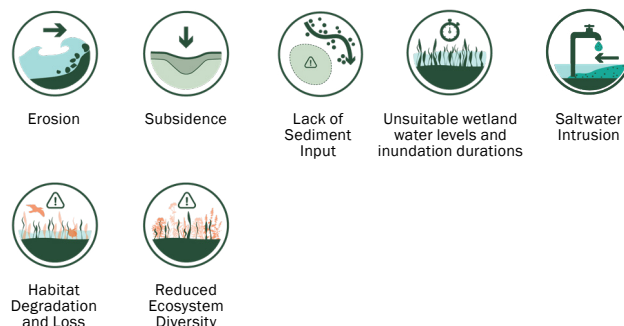 Erosion
Subsidence
Lack of
Sediment
Input
Unsuitable wetland
water levels and
inundation durations
Saltwater
Intrusion
Habitat
Degradation
and Loss
Reduced
Ecosystem
Diversity